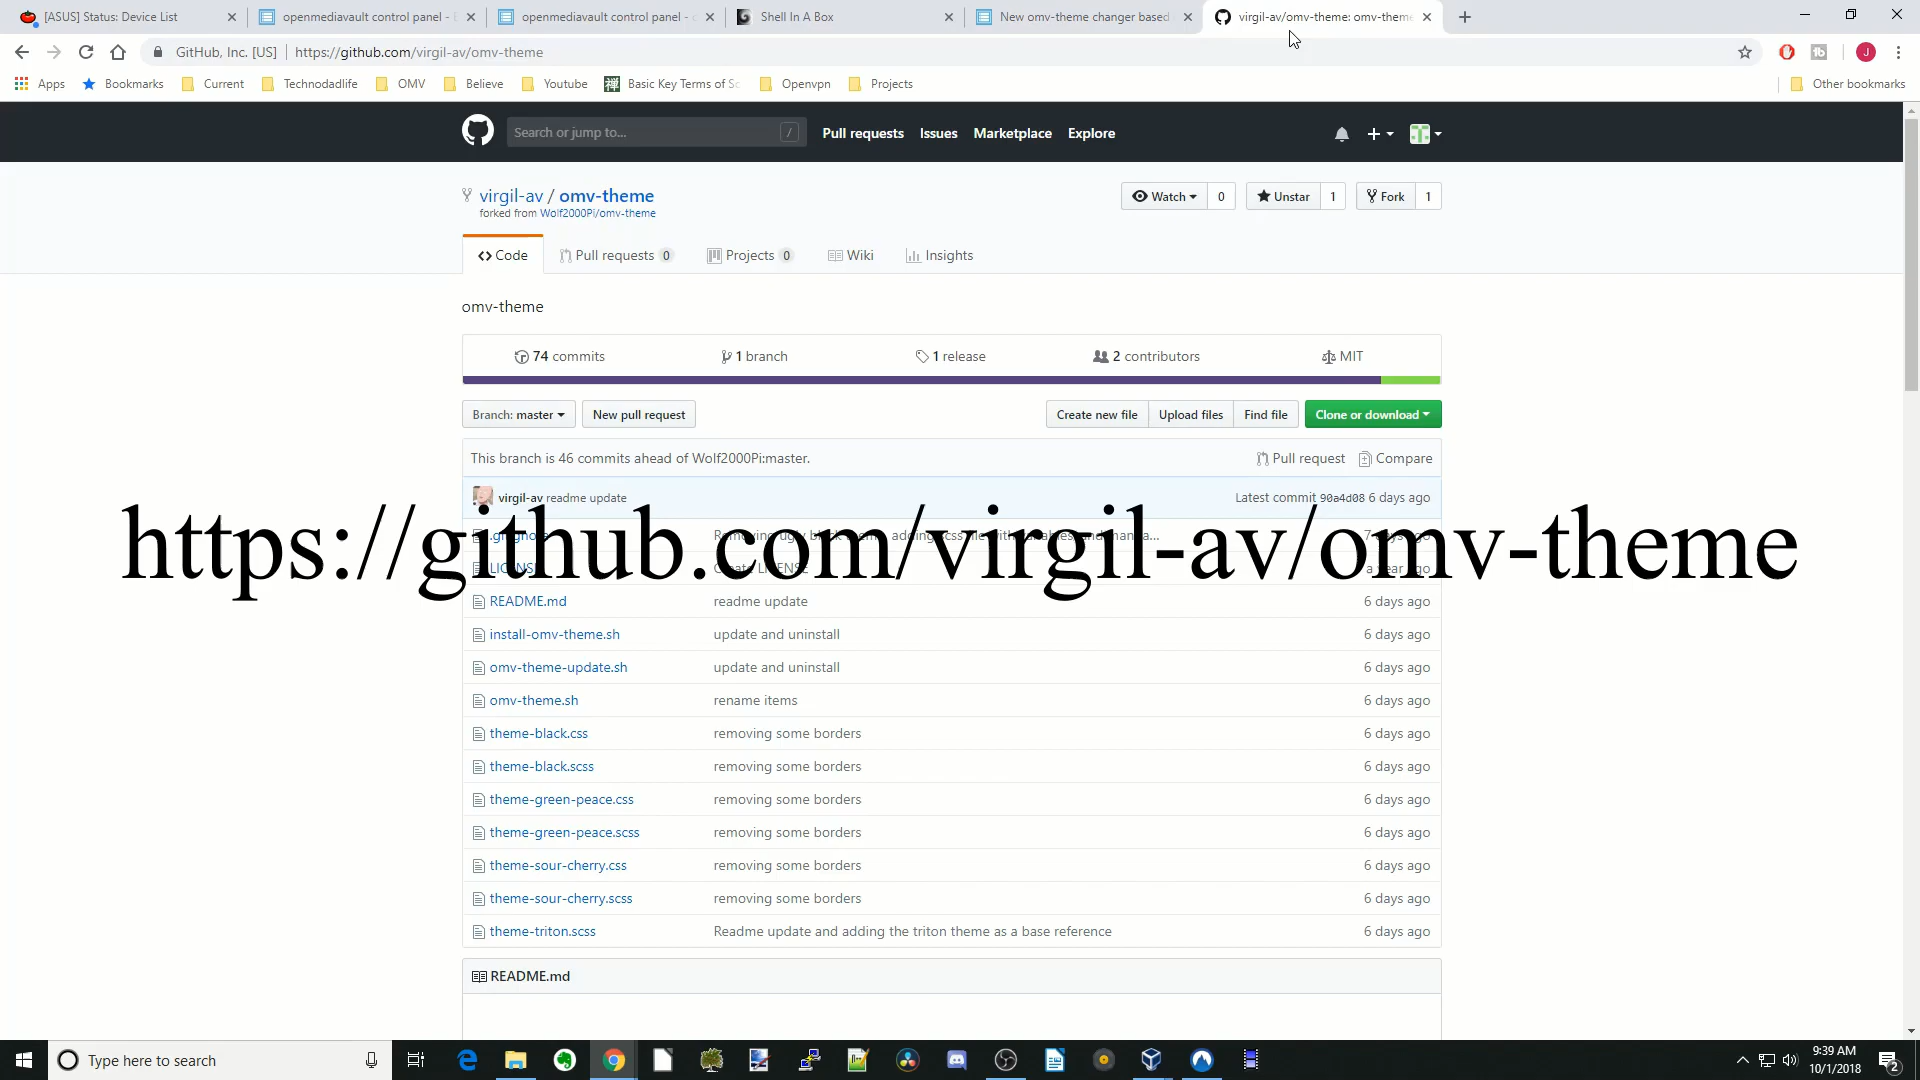 [ASUS] Status: Device List
openmediavault control panel -
openmediavault control panel -
Shell In A Box
New omv-theme changer based
virgil-av/omv-theme: omv-theme
GitHub, Inc. [US] | https://github.com/virgil-av/omv-theme
Apps Bookmarks Current Technodadlife OMV Believe Youtube Basic Key Terms of Openvpn Projects Other bookmarks
Search or jump to... / Pull requests Issues Marketplace Explore
virgil-av / omv-theme
forked from Wolf2000Pi/omv-theme
Watch 0 Unstar 1 Fork 1
Code Pull requests 0 Projects 0 Wiki Insights
omv-theme
74 commits 1 branch 1 release 2 contributors MIT
Branch: master New pull request Create new file Upload files Find file Clone or download
This branch is 46 commits ahead of Wolf2000Pi:master. Pull request Compare
virgil-av readme update Latest commit 90a4d08 6 days ago
https://github.com/virgil-av/omv-theme
.gitignore
LICENSE Create LICENSE a year ago
README.md readme update 6 days ago
install-omv-theme.sh update and uninstall 6 days ago
omv-theme-update.sh update and uninstall 6 days ago
omv-theme.sh rename items 6 days ago
theme-black.css removing some borders 6 days ago
theme-black.scss removing some borders 6 days ago
theme-green-peace.css removing some borders 6 days ago
theme-green-peace.scss removing some borders 6 days ago
theme-sour-cherry.css removing some borders 6 days ago
theme-sour-cherry.scss removing some borders 6 days ago
theme-triton.scss Readme update and adding the triton theme as a base reference 6 days ago
README.md
Type here to search
9:39 AM
10/1/2018
2